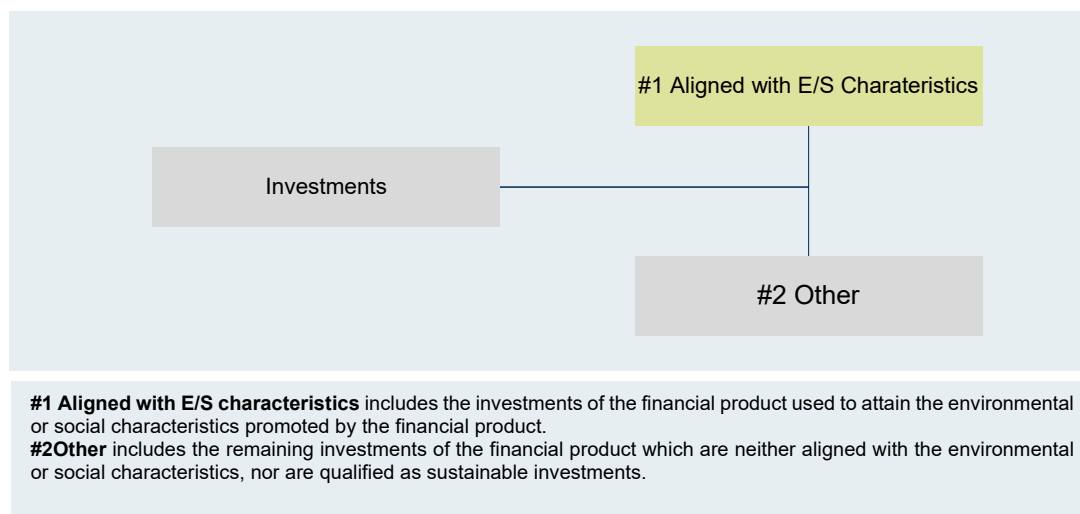 #1 Aligned with E/S Charateristics
Investments
#2 Other
#1 Aligned with E/S characteristics includes the investments of the financial product used to attain the environmental
or social characteristics promoted by the financial product.
#2Other includes the remaining investments of the financial product which are neither aligned with the environmental
or social characteristics, nor are qualified as sustainable investments.